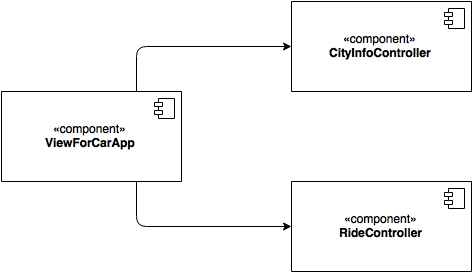 «component»
CityInfoController
«component»
ViewForCarApp
«component»
RideController